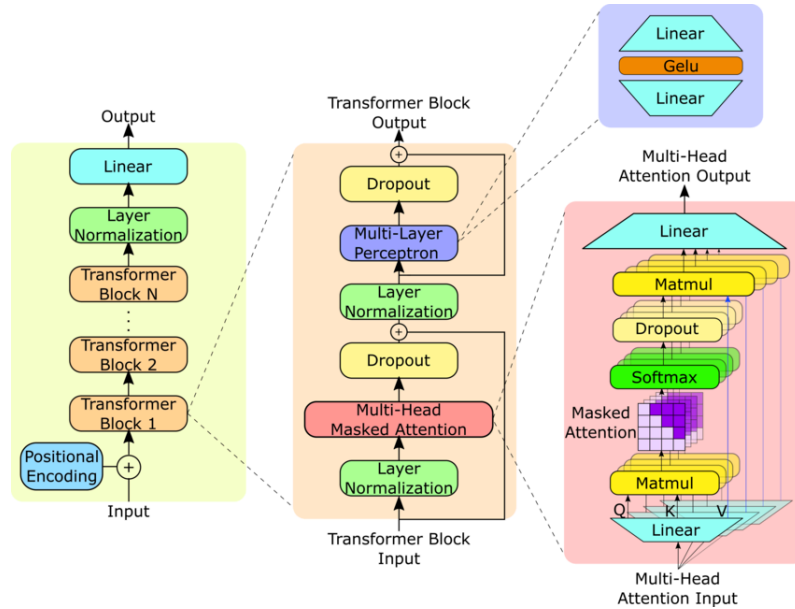 Output
Linear
Layer
Normalization
Transformer
Block N
Transformer
Block 2
Transformer
Block 1
Positional
Encoding
+
Input
Transformer Block
Output
+
Dropout
Multi-Layer
Perceptron
Layer
Normalization
+
Dropout
Multi-Head
Masked Attention
Layer
Normalization
Transformer Block
Input
Linear
Gelu
Linear
Multi-Head
Attention Output
Linear
Matmul
Dropout
Softmax
Masked
Attention
Matmul
Q K V
Linear
Multi-Head
Attention Input